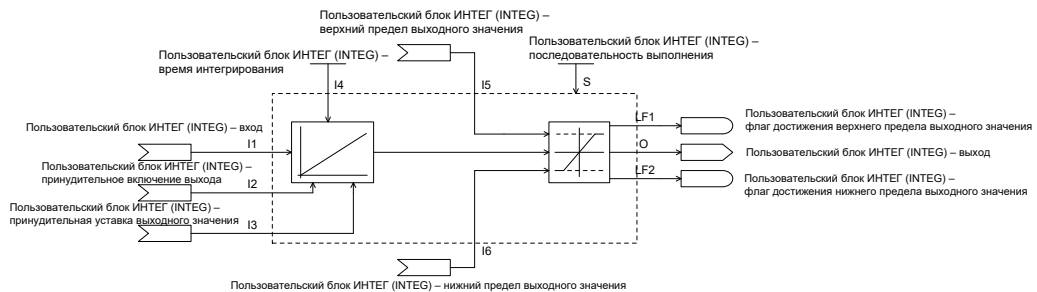 Пользовательский блок ИНТЕГ (INTEG) –
верхний предел выходного значения
Пользовательский блок ИНТЕГ (INTEG) –
последовательность выполнения
Пользовательский блок ИНТЕГ (INTEG) –
время интегрирования
I4
I5
S
Пользовательский блок ИНТЕГ (INTEG) – вход
I1
Пользовательский блок ИНТЕГ (INTEG) –
принудительное включение выхода
I2
Пользовательский блок ИНТЕГ (INTEG) –
принудительная уставка выходного значения
I3
LF1
Пользовательский блок ИНТЕГ (INTEG) –
флаг достижения верхнего предела выходного значения
O
Пользовательский блок ИНТЕГ (INTEG) – выход
LF2
Пользовательский блок ИНТЕГ (INTEG) –
флаг достижения нижнего предела выходного значения
I6
Пользовательский блок ИНТЕГ (INTEG) – нижний предел выходного значения